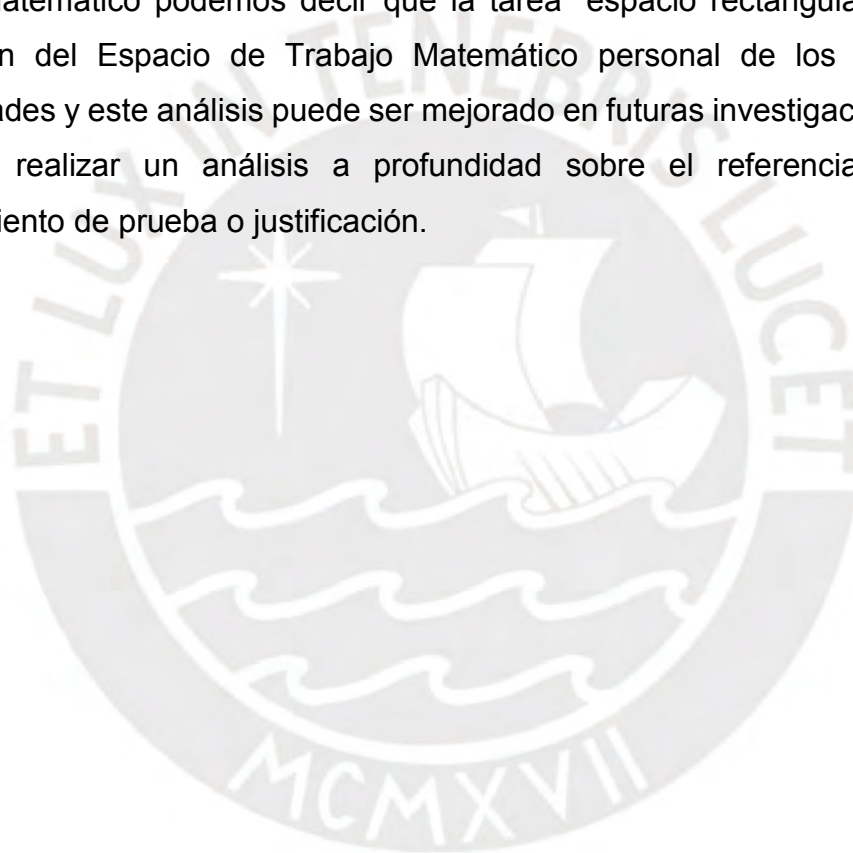 matemático podemos decir que la tarea "espacio rectangula
n del Espacio de Trabajo Matemático personal de los
ades y este análisis puede ser mejorado en futuras investigac
realizar un análisis a profundidad sobre el referencia
iento de prueba o justificación.
ET LUX IN TENEBRIS LUCET
MCMXVII